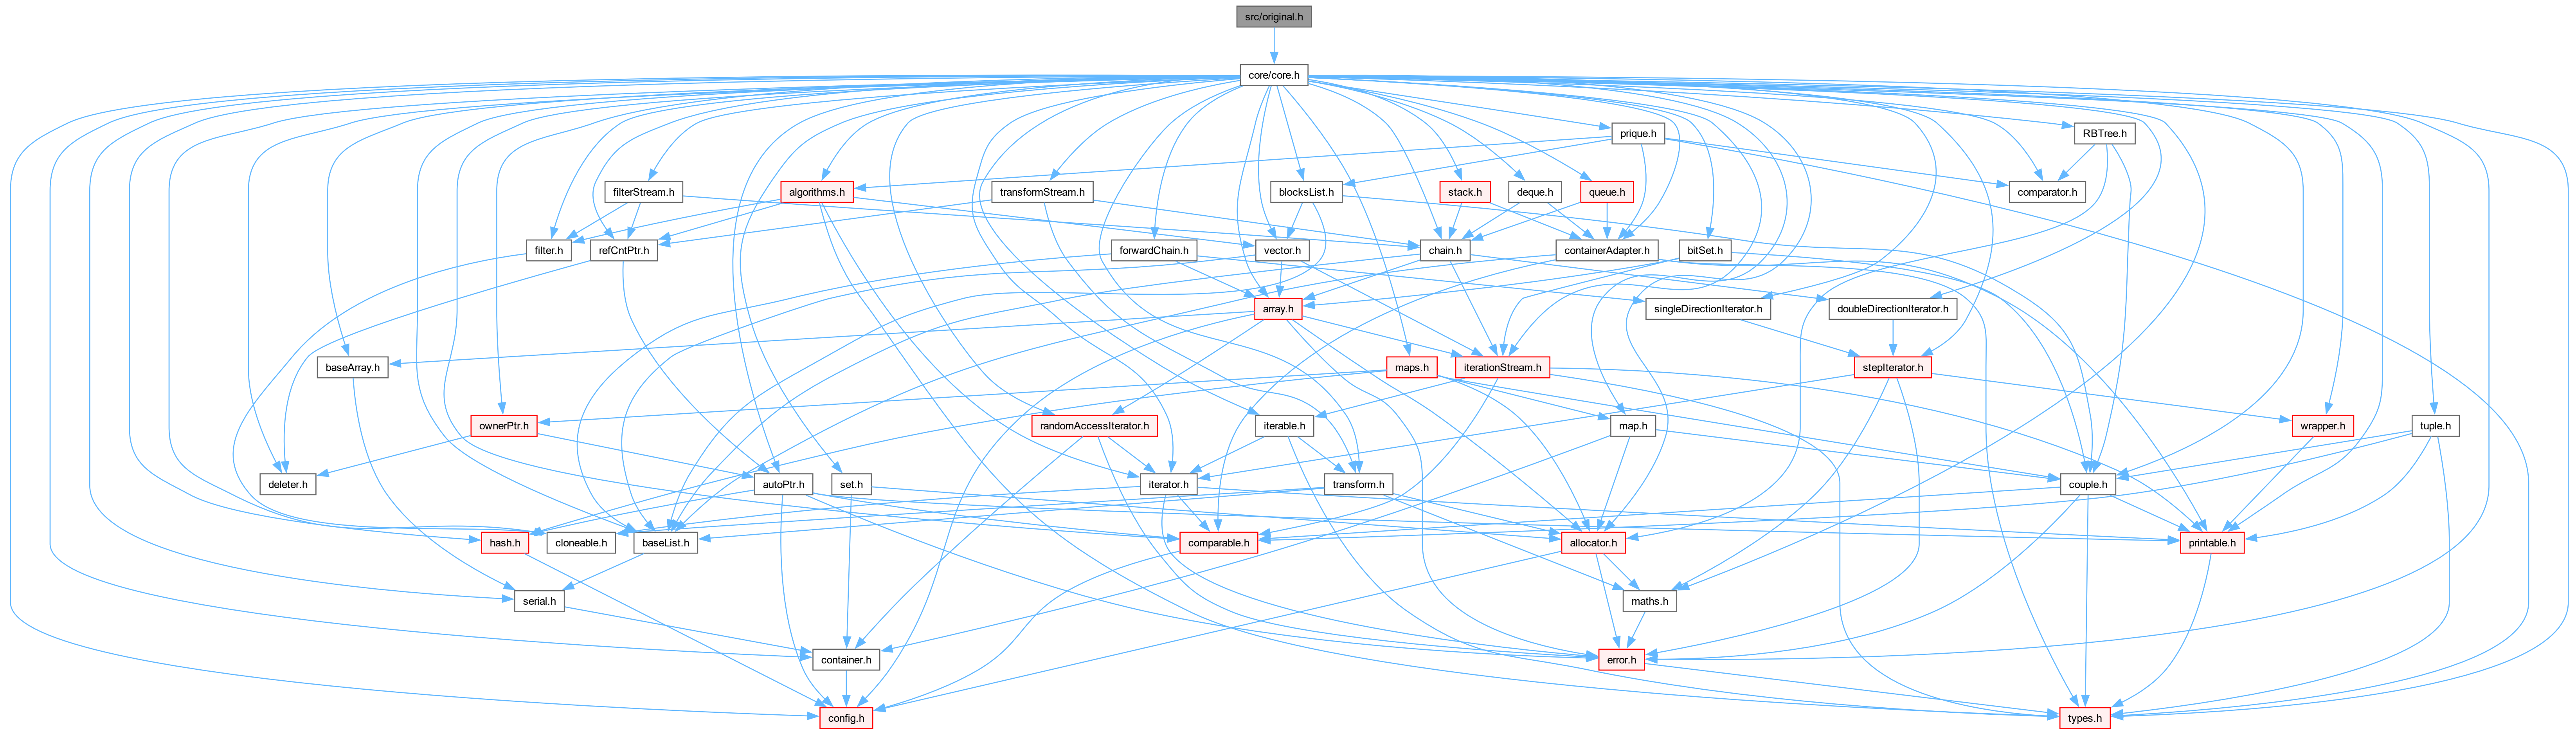 src/original.h
core/core.h
prique.h
RBTree.h
filterStream.h
algorithms.h
transformStream.h
blocksList.h
stack.h
deque.h
queue.h
comparator.h
filter.h
refCntPtr.h
forwardChain.h
vector.h
chain.h
containerAdapter.h
bitSet.h
array.h
singleDirectionIterator.h
doubleDirectionIterator.h
baseArray.h
maps.h
iterationStream.h
stepIterator.h
ownerPtr.h
randomAccessIterator.h
iterable.h
map.h
wrapper.h
tuple.h
deleter.h
autoPtr.h
set.h
iterator.h
transform.h
couple.h
hash.h
cloneable.h
baseList.h
comparable.h
allocator.h
printable.h
serial.h
maths.h
container.h
error.h
config.h
types.h